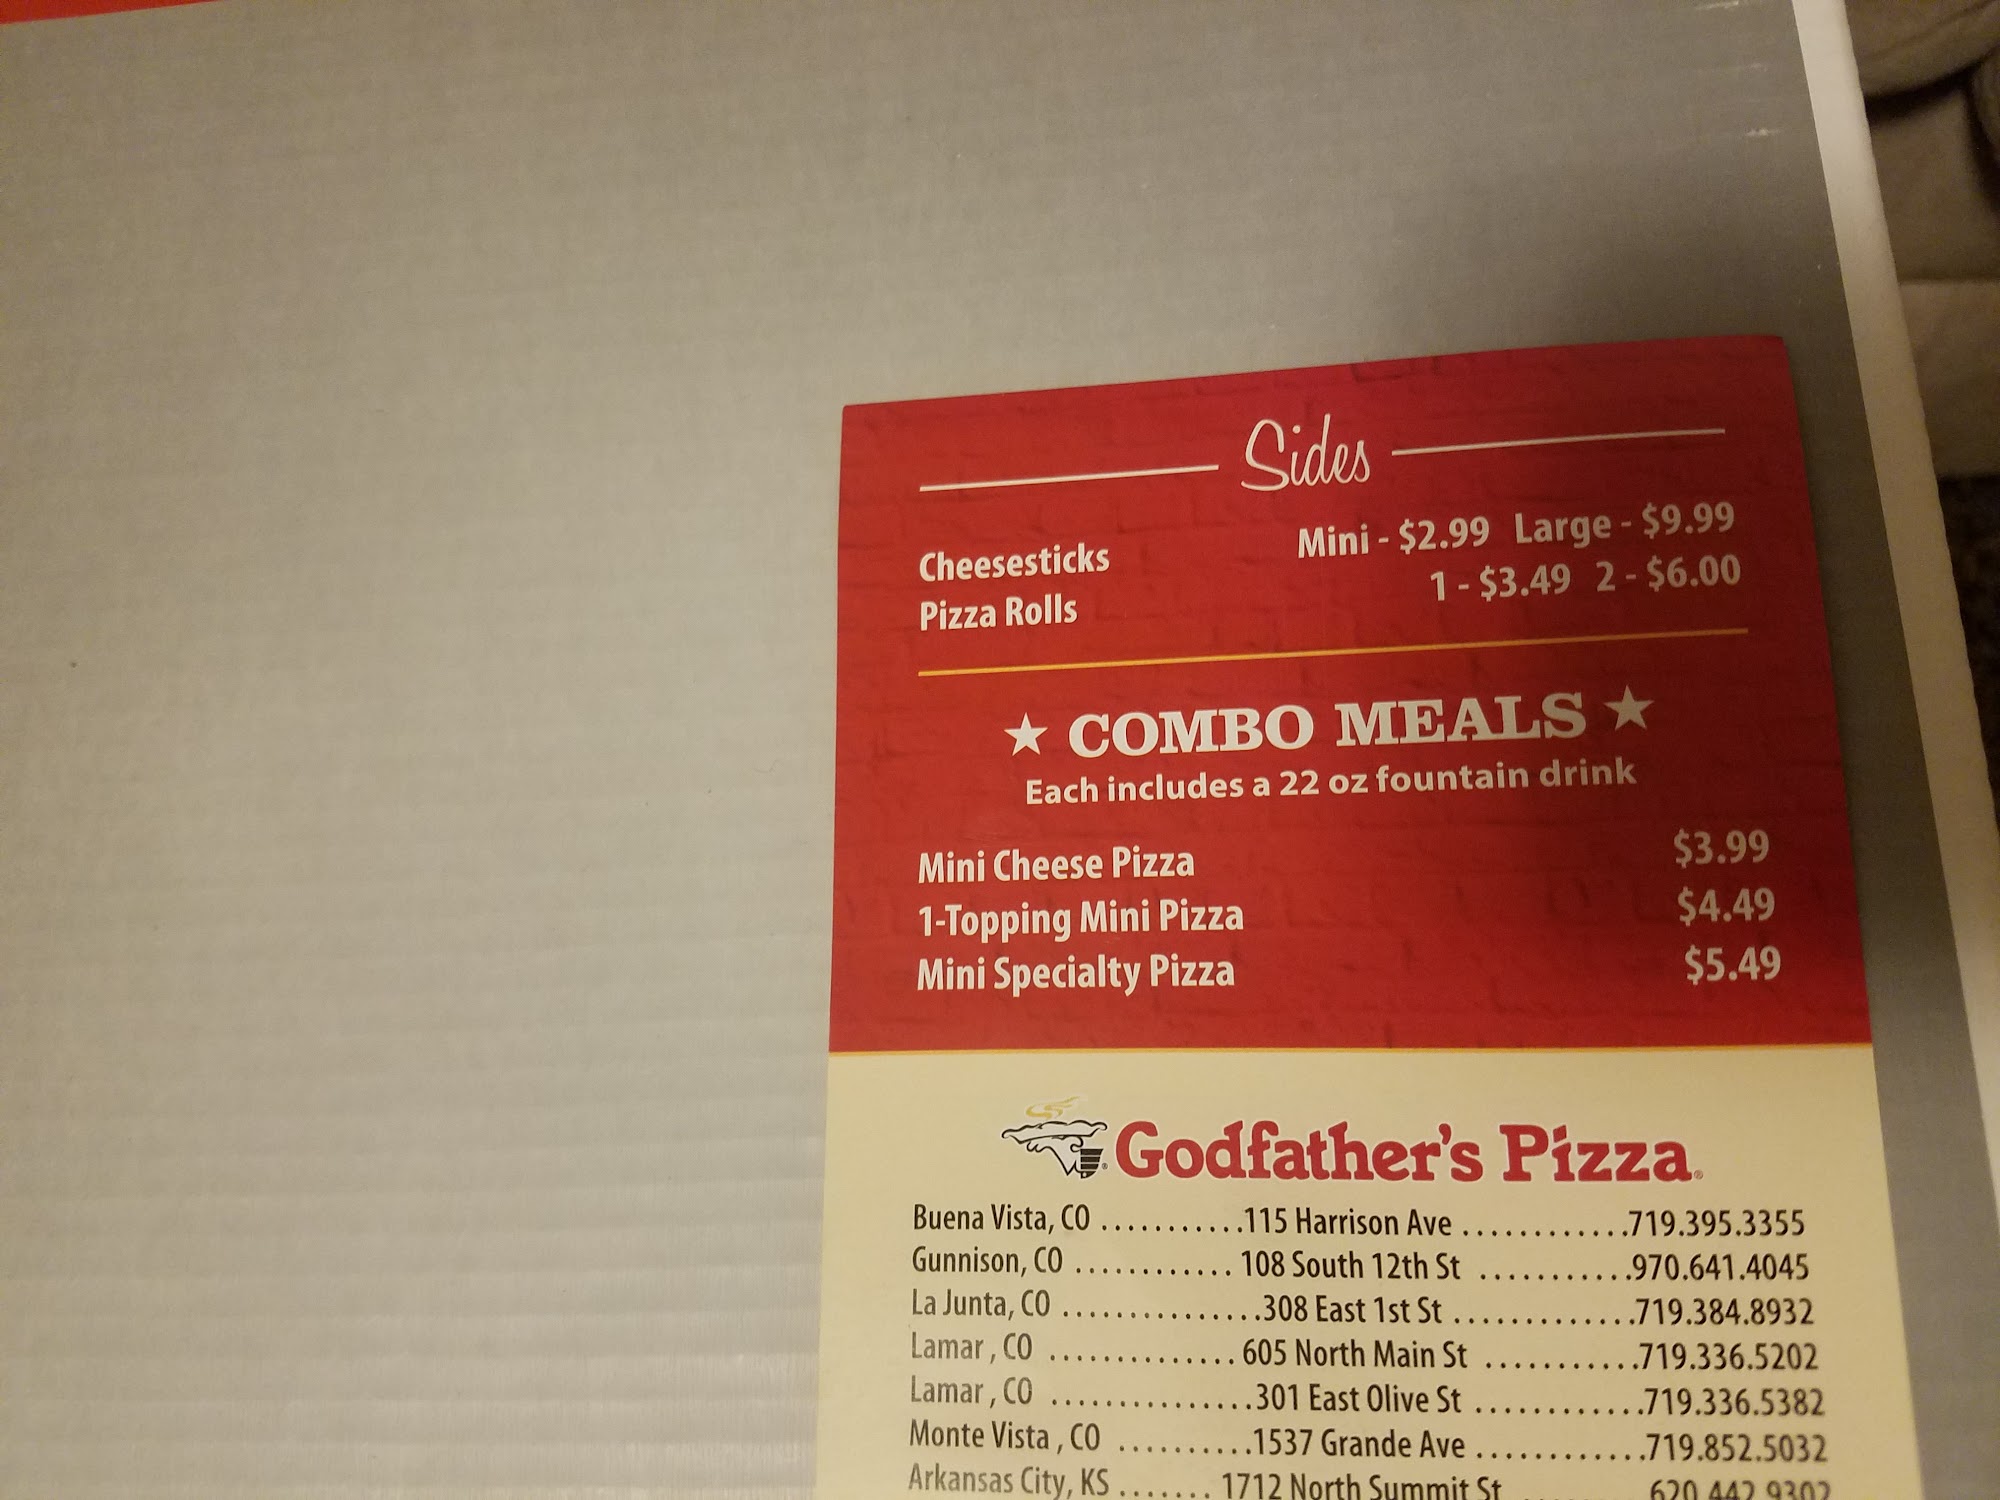 Sides
Cheesesticks Mini - $2.99 Large - $9.99
Pizza Rolls 1 - $3.49 2 - $6.00
★ COMBO MEALS ★
Each includes a 22 oz fountain drink
Mini Cheese Pizza $3.99
1-Topping Mini Pizza $4.49
Mini Specialty Pizza $5.49
Godfather's Pizza®
Buena Vista, CO ...........115 Harrison Ave ............719.395.3355
Gunnison, CO ............ 108 South 12th St ...........970.641.4045
La Junta, CO ...............308 East 1st St .............719.384.8932
Lamar , CO .............. 605 North Main St ...........719.336.5202
Lamar , CO ...............301 East Olive St ............719.336.5382
Monte Vista , CO ..........1537 Grande Ave ............719.852.5032
Arkansas City, KS ....... 1712 North Summit St .........620.442.9302